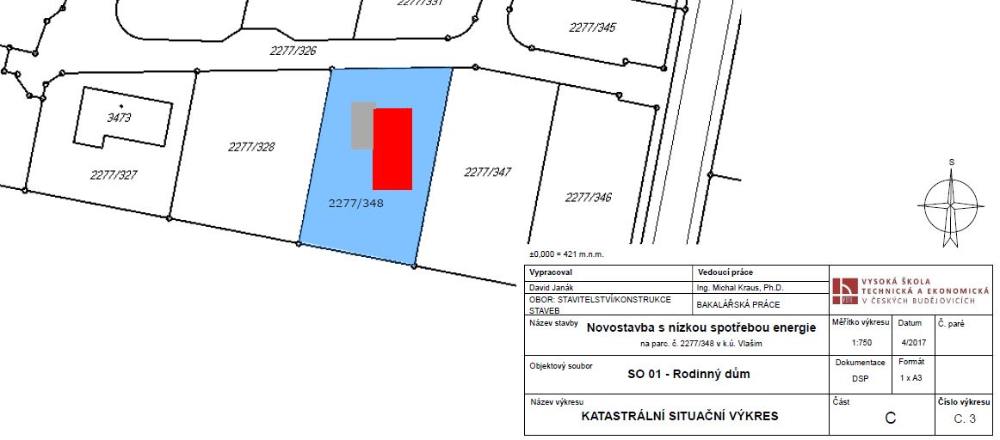 2277/331
2277/345
2277/326
3473
2277/328
2277/327
2277/347
2277/346
2277/348
S
±0,000 = 421 m.n.m.
Vypracoval
Vedoucí práce
David Janák
Ing. Michal Kraus, Ph.D.
OBOR: STAVITELSTVÍ/KONSTRUKCE
STAVEB
BAKALÁŘSKÁ PRÁCE
VYSOKÁ ŠKOLA
TECHNICKÁ A EKONOMICKÁ
V ČESKÝCH BUDĚJOVICÍCH
Název stavby
Novostavba s nízkou spotřebou energie
na parc. č. 2277/348 v k.ú. Vlašim
Měřítko výkresu
1:750
Datum
4/2017
Č. paré
Objektový soubor
SO 01 - Rodinný dům
Dokumentace
DSP
Formát
1 x A3
Název výkresu
KATASTRÁLNÍ SITUAČNÍ VÝKRES
Část
C
Číslo výkresu
C. 3